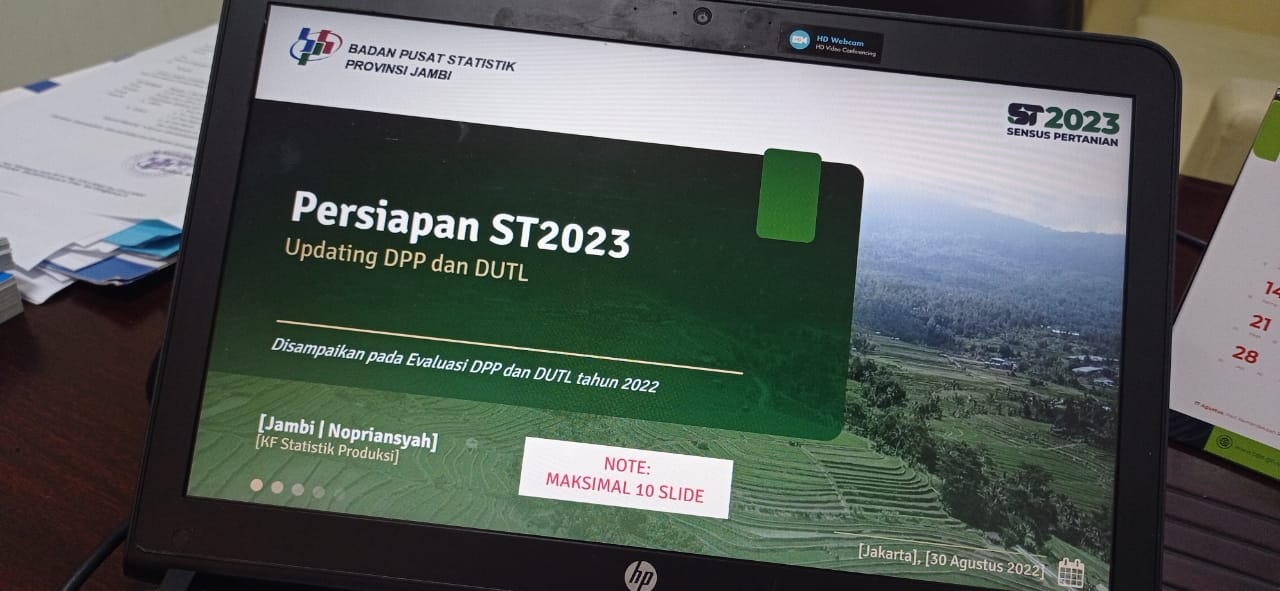 HD Webcam
HD Video Conferencing
BADAN PUSAT STATISTIK
PROVINSI JAMBI
ST2023
SENSUS PERTANIAN
Persiapan ST2023
Updating DPP dan DUTL
Disampaikan pada Evaluasi DPP dan DUTL tahun 2022
[Jambi | Nopriansyah]
[KF Statistik Produksi]
NOTE:
MAKSIMAL 10 SLIDE
[Jakarta], [30 Agustus 2022]
hp
7
14
21
28
Agustus